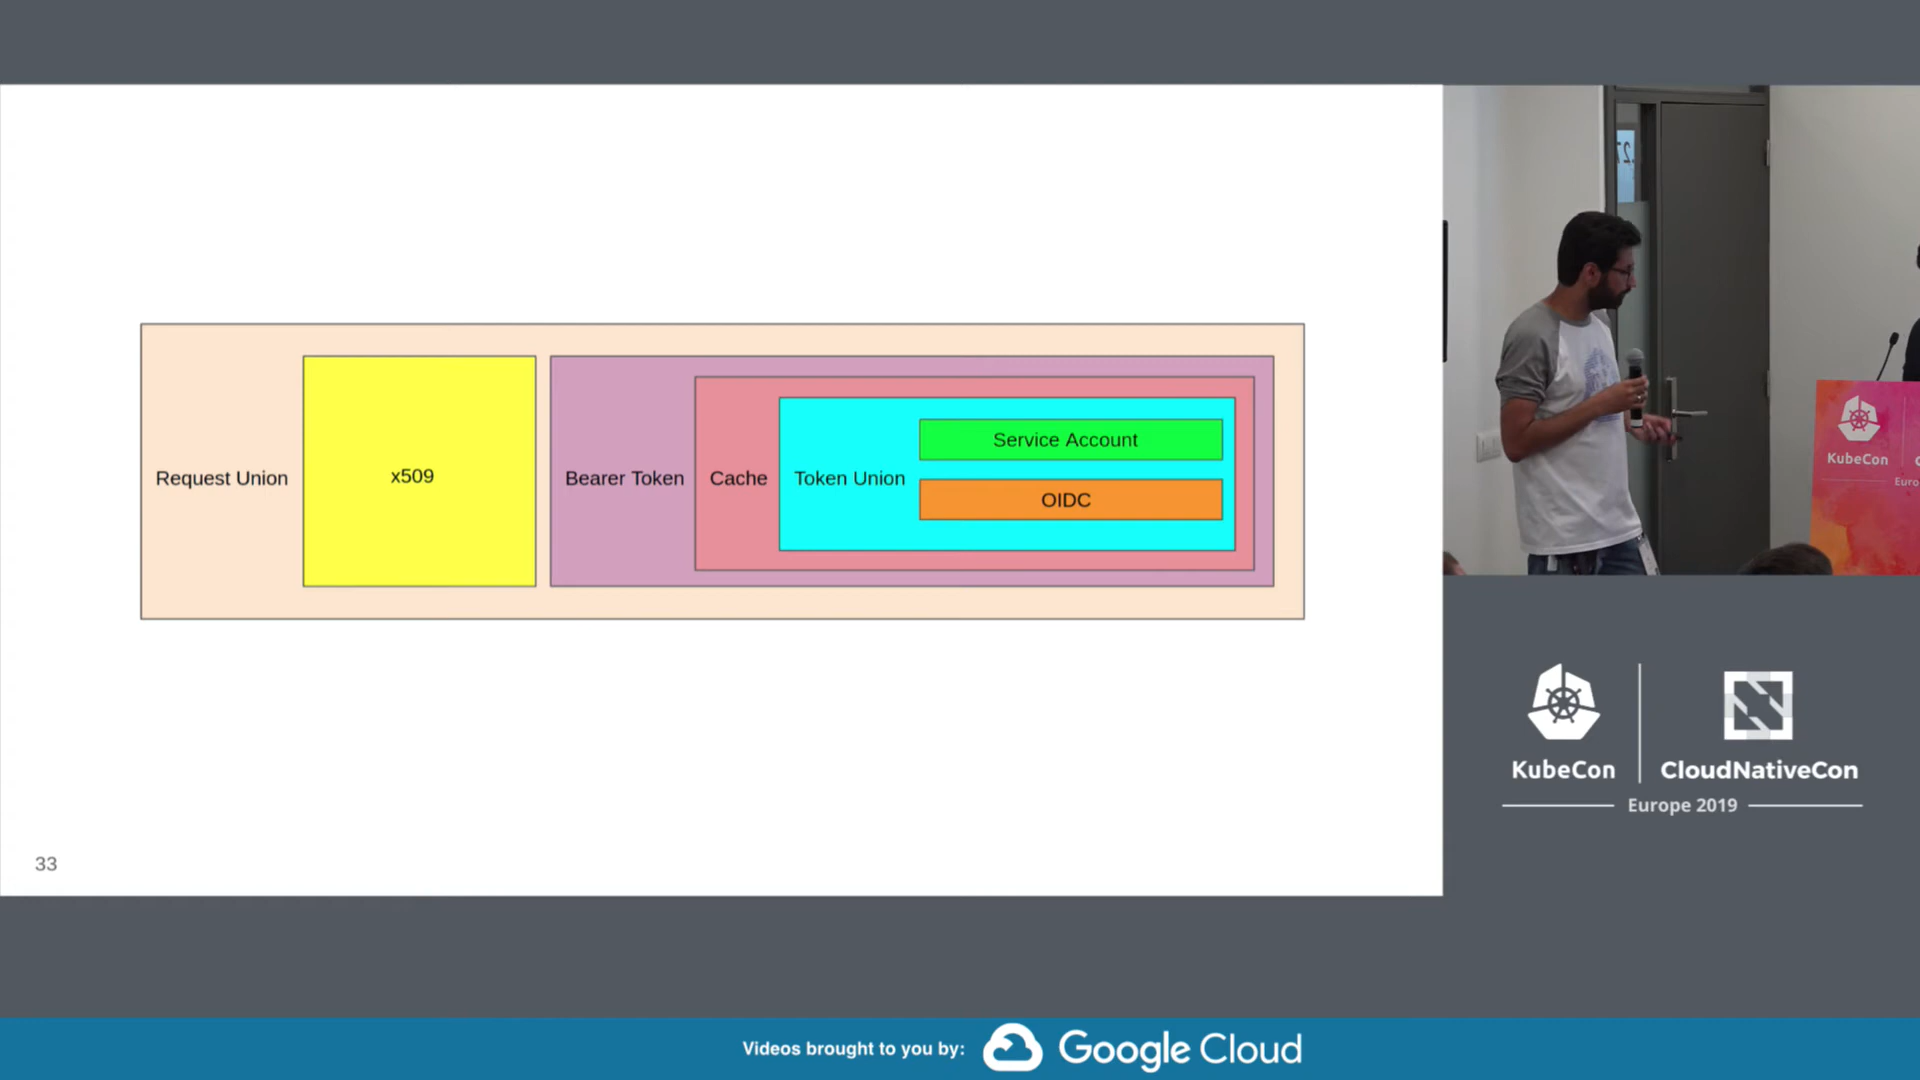 Request Union
x509
Bearer Token
Cache
Token Union
Service Account
OIDC
33
KubeCon
Euro
KubeCon
CloudNativeCon
Europe 2019
Videos brought to you by:
Google Cloud